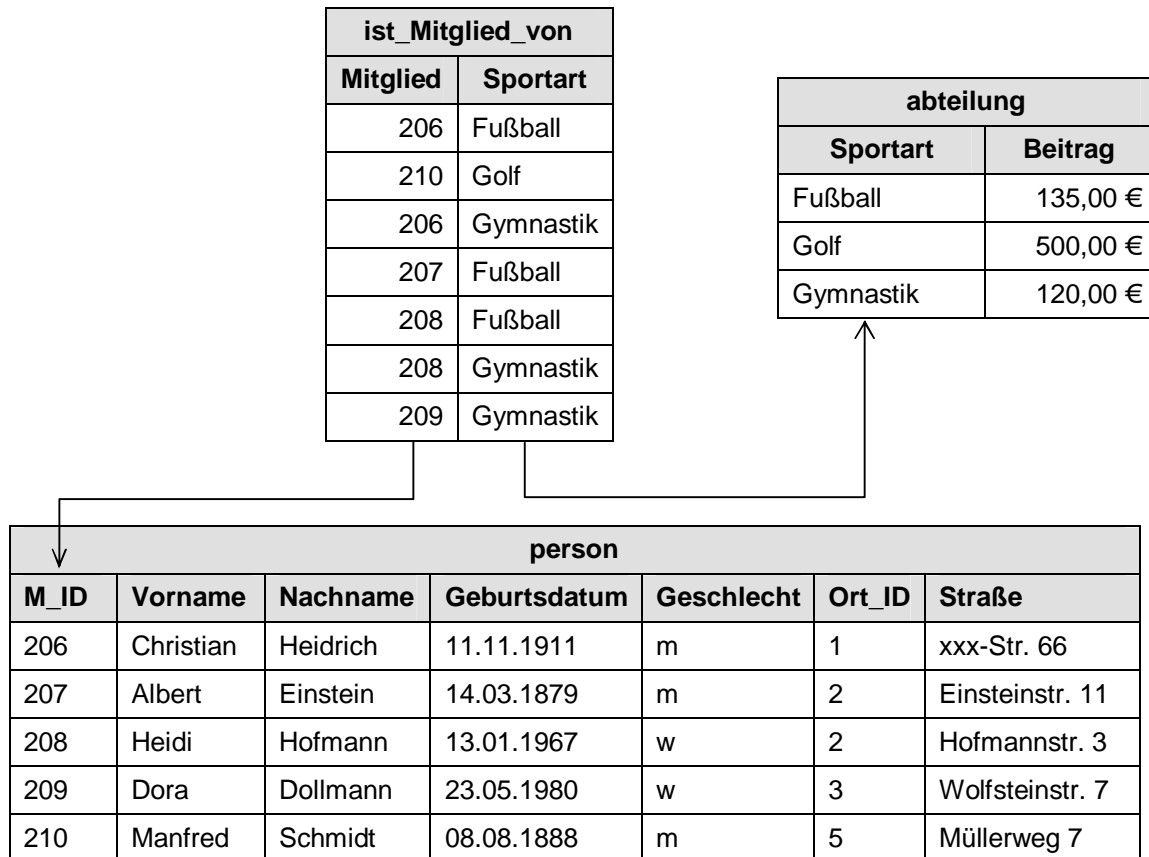 ist_Mitglied_von
Mitglied Sportart
206 Fußball
210 Golf
206 Gymnastik
207 Fußball
208 Fußball
208 Gymnastik
209 Gymnastik
abteilung
Sportart Beitrag
Fußball 135,00 €
Golf 500,00 €
Gymnastik 120,00 €
person
M_ID Vorname Nachname Geburtsdatum Geschlecht Ort_ID Straße
206 Christian Heidrich 11.11.1911 m 1 xxx-Str. 66
207 Albert Einstein 14.03.1879 m 2 Einsteinstr. 11
208 Heidi Hofmann 13.01.1967 w 2 Hofmannstr. 3
209 Dora Dollmann 23.05.1980 w 3 Wolfsteinstr. 7
210 Manfred Schmidt 08.08.1888 m 5 Müllerweg 7